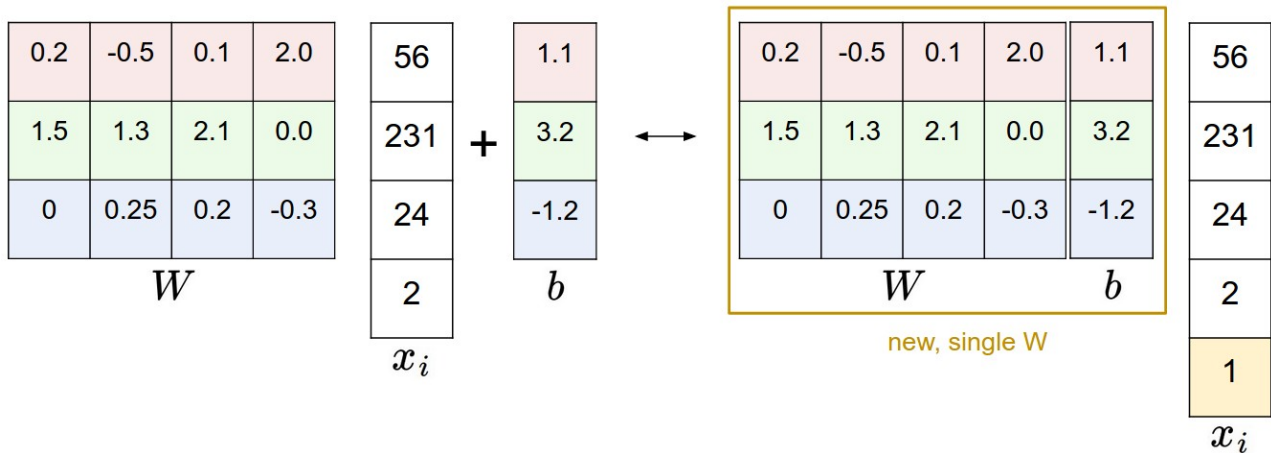 0.2 -0.5 0.1 2.0 56 1.1 0.2 -0.5 0.1 2.0 1.1 56
1.5 1.3 2.1 0.0 231 + 3.2 1.5 1.3 2.1 0.0 3.2 231
0 0.25 0.2 -0.3 24 -1.2 0 0.25 0.2 -0.3 -1.2 24
W 2 b W b 2
new, single W
x_i 1
x_i